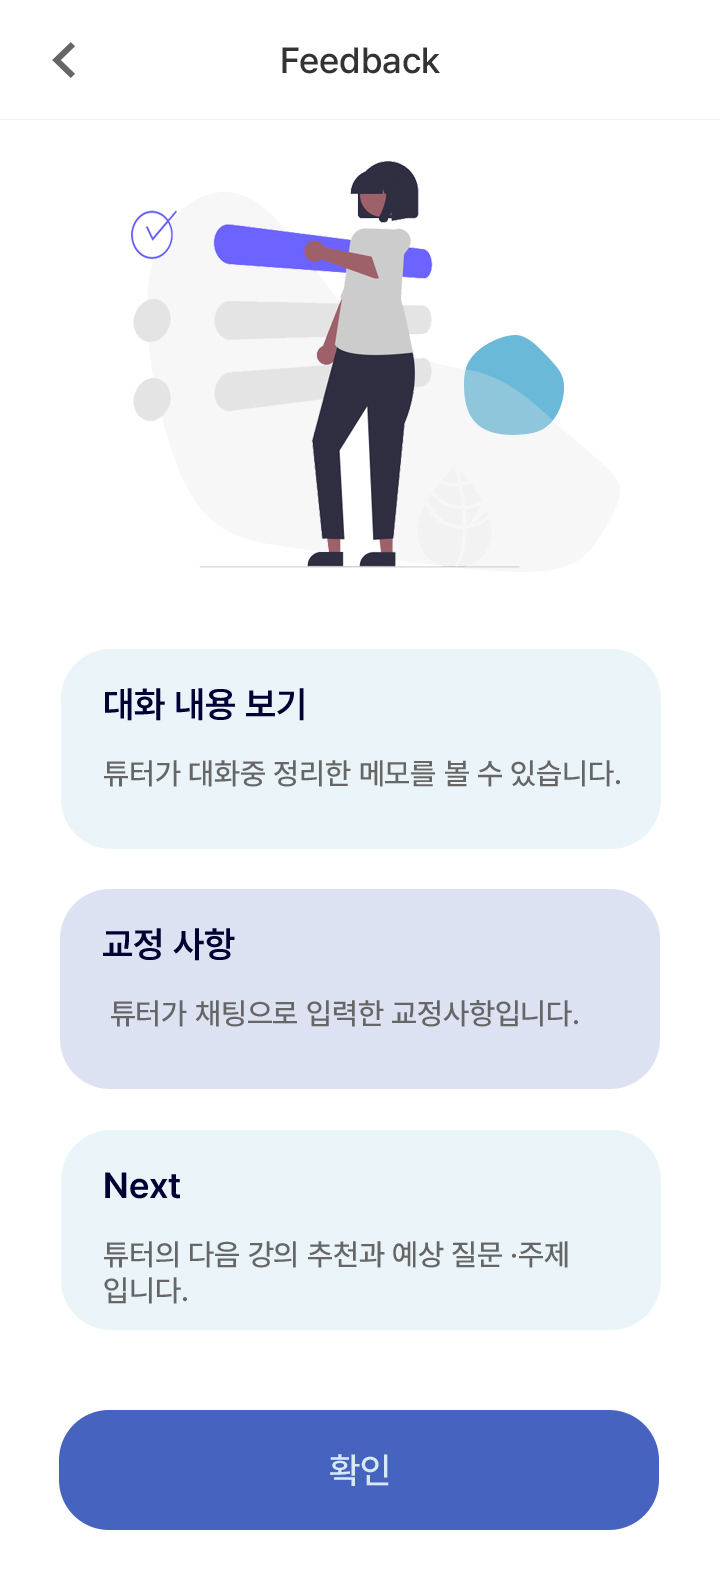 Feedback
대화 내용 보기
튜터가 대화중 정리한 메모를 볼 수 있습니다.
교정 사항
튜터가 채팅으로 입력한 교정사항입니다.
Next
튜터의 다음 강의 추천과 예상 질문 ·주제
입니다.
확인